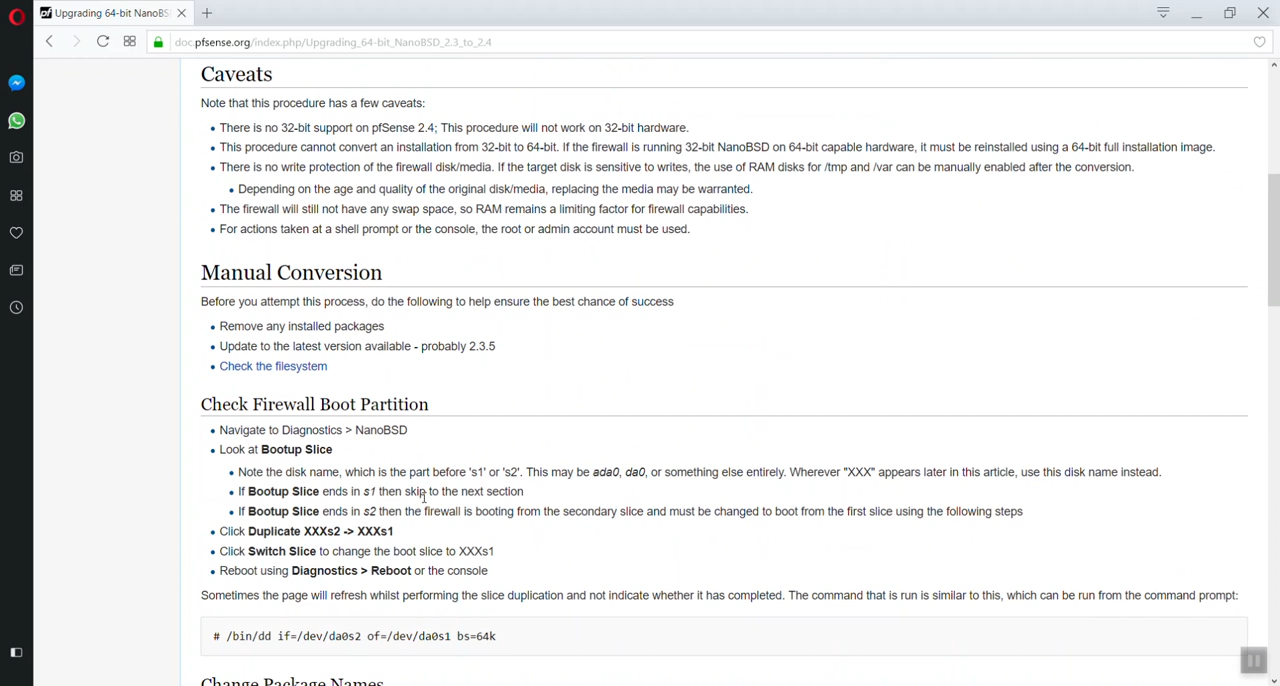 Upgrading 64-bit NanoBS
doc.pfsense.org/index.php/Upgrading_64-bit_NanoBSD_2.3_to_2.4
Caveats
Note that this procedure has a few caveats:
There is no 32-bit support on pfSense 2.4; This procedure will not work on 32-bit hardware.
This procedure cannot convert an installation from 32-bit to 64-bit. If the firewall is running 32-bit NanoBSD on 64-bit capable hardware, it must be reinstalled using a 64-bit full installation image.
There is no write protection of the firewall disk/media. If the target disk is sensitive to writes, the use of RAM disks for /tmp and /var can be manually enabled after the conversion.
Depending on the age and quality of the original disk/media, replacing the media may be warranted.
The firewall will still not have any swap space, so RAM remains a limiting factor for firewall capabilities.
For actions taken at a shell prompt or the console, the root or admin account must be used.
Manual Conversion
Before you attempt this process, do the following to help ensure the best chance of success
Remove any installed packages
Update to the latest version available - probably 2.3.5
Check the filesystem
Check Firewall Boot Partition
Navigate to Diagnostics > NanoBSD
Look at Bootup Slice
Note the disk name, which is the part before 's1' or 's2'. This may be ada0, da0, or something else entirely. Wherever "XXX" appears later in this article, use this disk name instead.
If Bootup Slice ends in s1 then skip to the next section
If Bootup Slice ends in s2 then the firewall is booting from the secondary slice and must be changed to boot from the first slice using the following steps
Click Duplicate XXXs2 -> XXXs1
Click Switch Slice to change the boot slice to XXXs1
Reboot using Diagnostics > Reboot or the console
Sometimes the page will refresh whilst performing the slice duplication and not indicate whether it has completed. The command that is run is similar to this, which can be run from the command prompt:
# /bin/dd if=/dev/da0s2 of=/dev/da0s1 bs=64k
Change Package Names